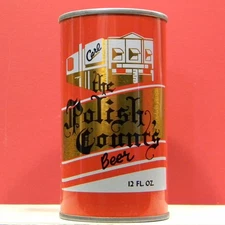 Carl
the
Polish
Count's
Beer
12 FL. OZ.